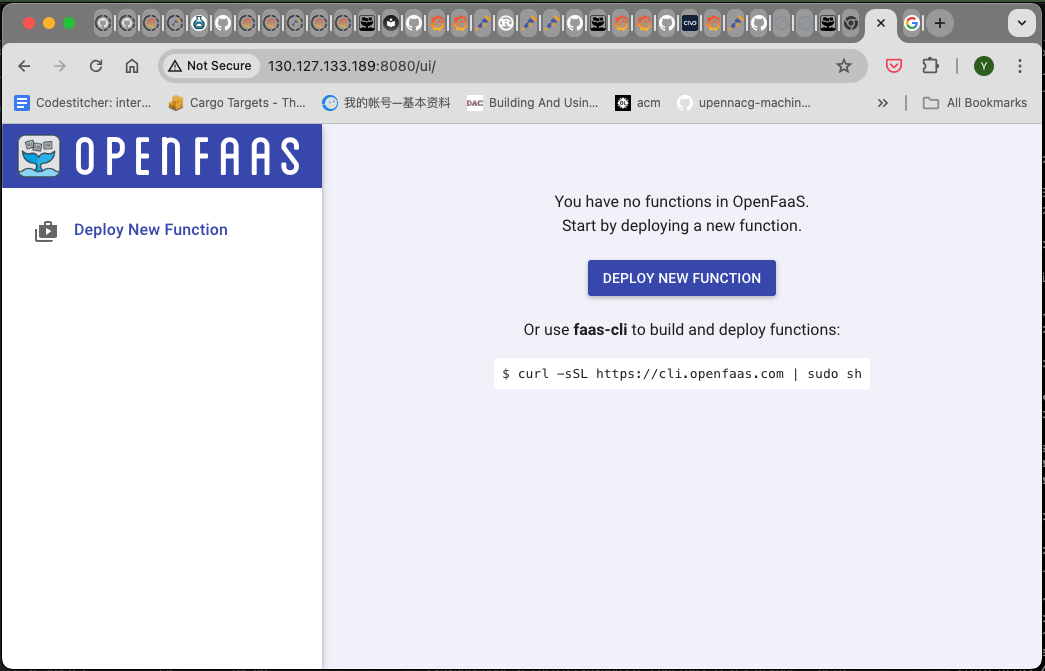 Not Secure
130.127.133.189:8080/ui/
Y
Codestitcher: inter...
Cargo Targets - Th...
我的帐号—基本资料
DAC
Building And Usin...
acm
upennacg-machin...
All Bookmarks
OPENFAAS
Deploy New Function
You have no functions in OpenFaaS.
Start by deploying a new function.
DEPLOY NEW FUNCTION
Or use faas-cli to build and deploy functions:
$ curl -sSL https://cli.openfaas.com | sudo sh